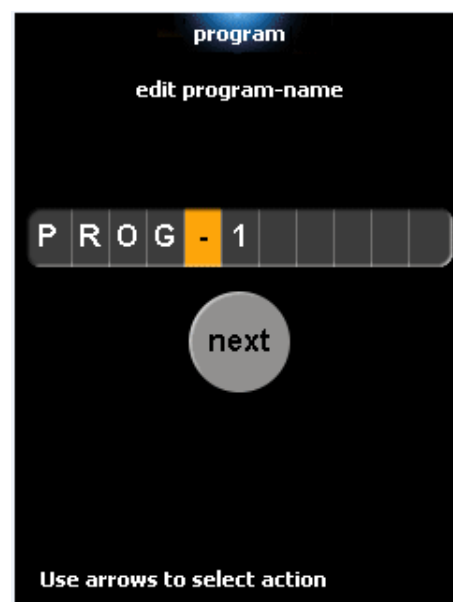 program
edit program-name
PROG-1
next
Use arrows to select action